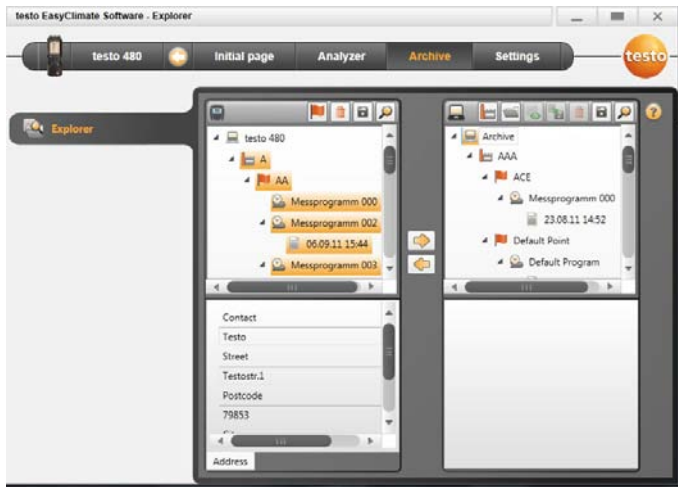 testo EasyClimate Software - Explorer
testo 480
Initial page
Analyzer
Archive
Settings
testo
Explorer
testo 480
A
AA
Messprogramm 000
Messprogramm 002
06.09.11 15:44
Messprogramm 003
Contact
Testo
Street
Testostr.1
Postcode
79853
Address
Archive
AAA
ACE
Messprogramm 000
23.08.11 14:52
Default Point
Default Program
?